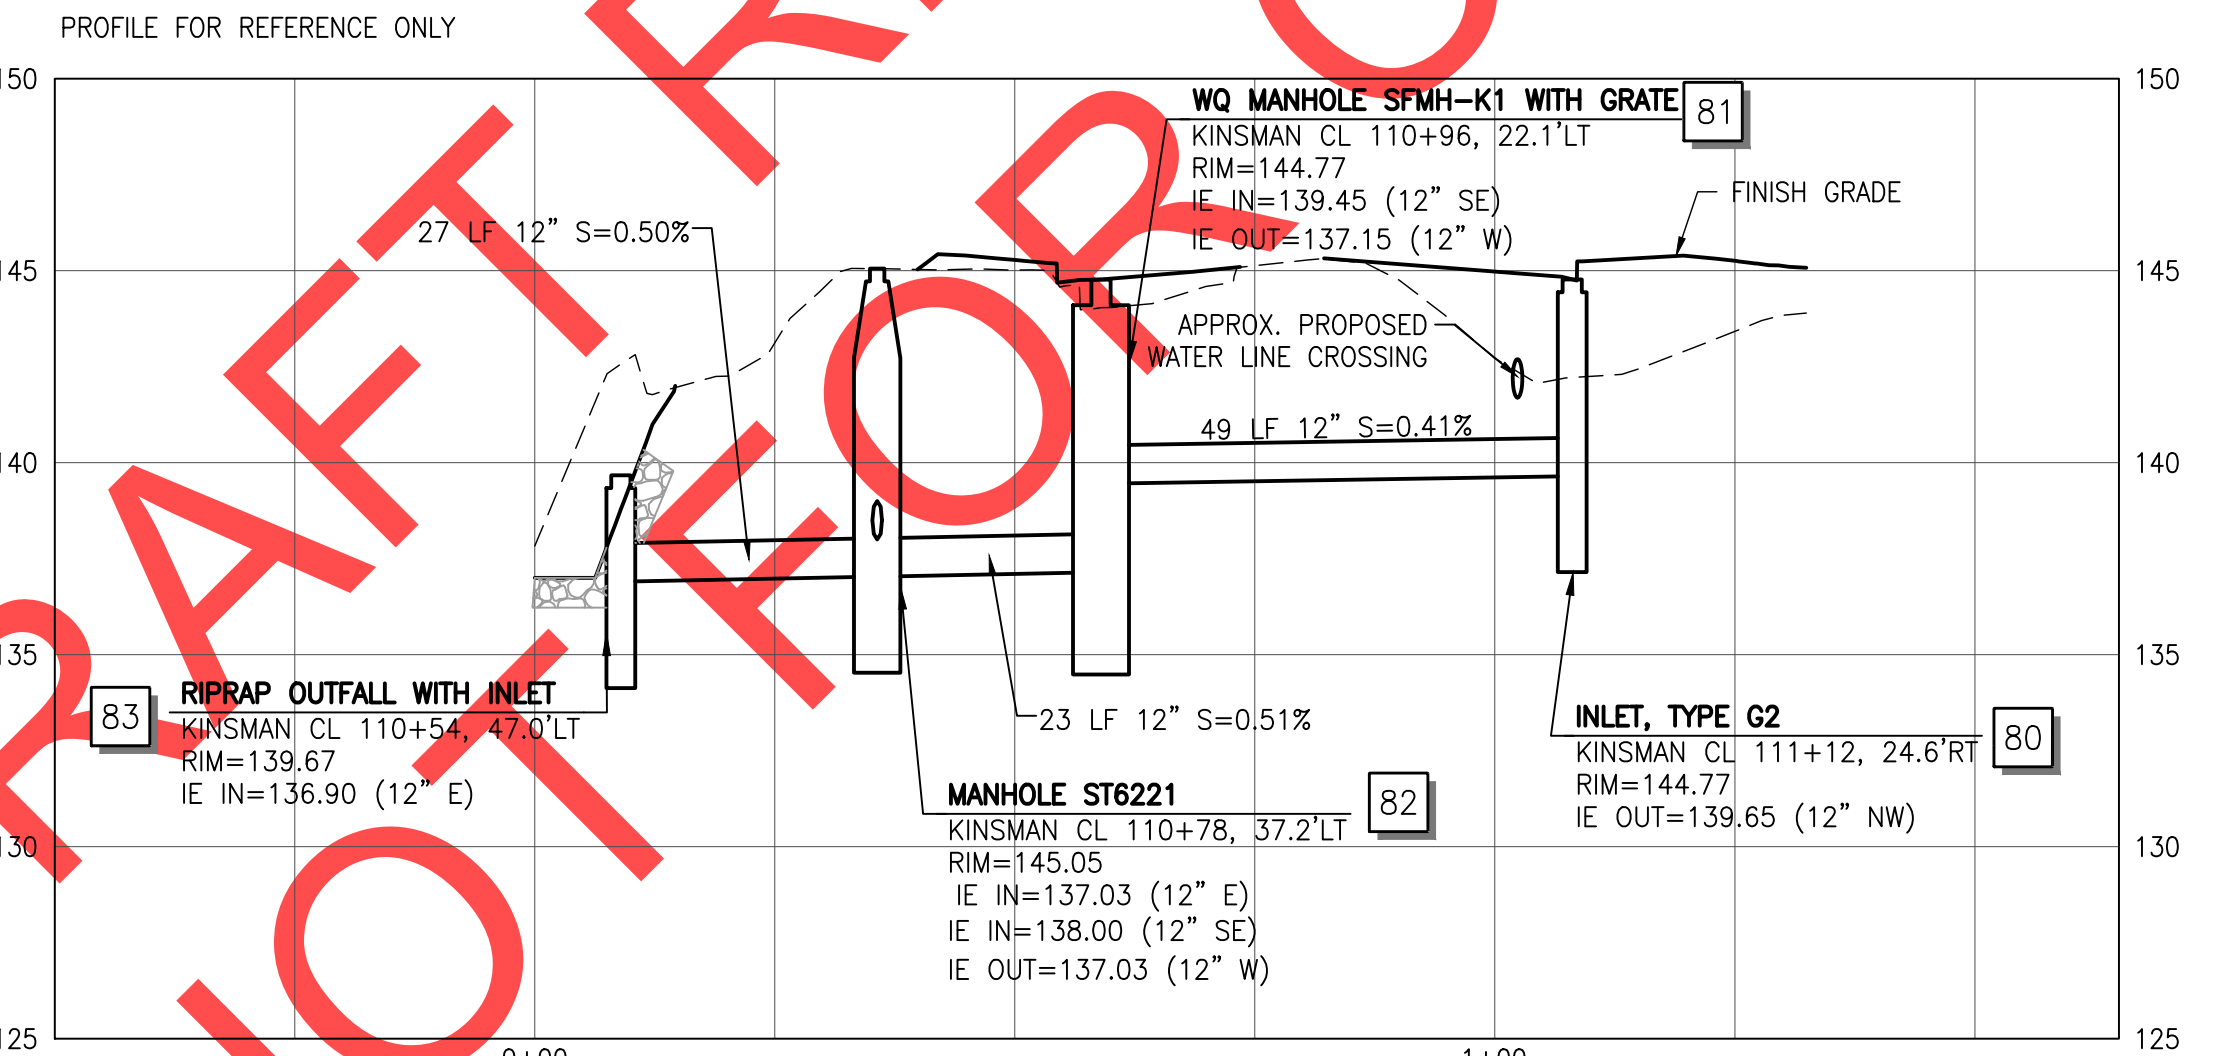 PROFILE FOR REFERENCE ONLY
150
150
WQ MANHOLE SFMH-K1 WITH GRATE
81
KINSMAN CL 110+96, 22.1'LT
RIM=144.77
IE IN=139.45 (12" SE)
IE OUT=137.15 (12" W)
FINISH GRADE
27 LF 12" S=0.50%
145
145
APPROX. PROPOSED
WATER LINE CROSSING
49 LF 12" S=0.41%
140
140
135
135
83
RIPRAP OUTFALL WITH INLET
KINSMAN CL 110+54, 47.0'LT
RIM=139.67
IE IN=136.90 (12" E)
23 LF 12" S=0.51%
INLET, TYPE G2
80
KINSMAN CL 111+12, 24.6'RT
RIM=144.77
IE OUT=139.65 (12" NW)
MANHOLE ST6221
82
KINSMAN CL 110+78, 37.2'LT
RIM=145.05
IE IN=137.03 (12" E)
IE IN=138.00 (12" SE)
IE OUT=137.03 (12" W)
130
130
125
125
0+00
1+00
RAFT
NOT FOR